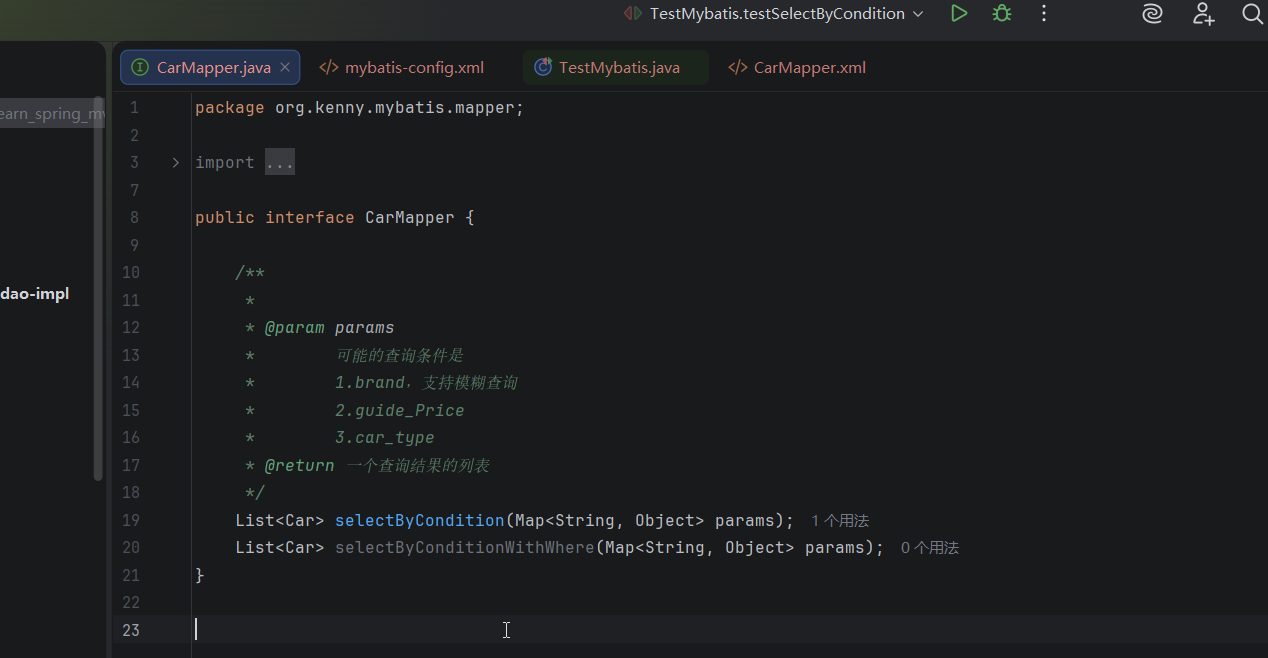 TestMybatis.testSelectByCondition
CarMapper.java
mybatis-config.xml
TestMybatis.java
CarMapper.xml
earn_spring_my
dao-impl
1 package org.kenny.mybatis.mapper;
2
3 import ...
7
8 public interface CarMapper {
9
10 /**
11 *
12 * @param params
13 * 可能的查询条件是
14 * 1.brand，支持模糊查询
15 * 2.guide_Price
16 * 3.car_type
17 * @return 一个查询结果的列表
18 */
19 List<Car> selectByCondition(Map<String, Object> params); 1 个用法
20 List<Car> selectByConditionWithWhere(Map<String, Object> params); 0 个用法
21 }
22
23